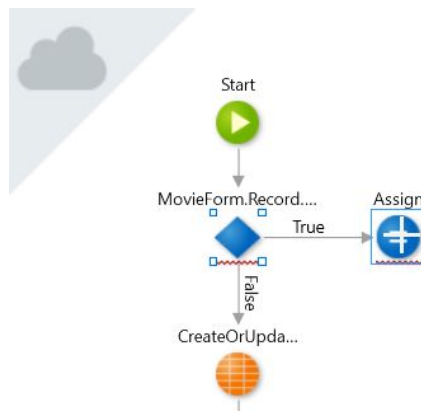 Start
MovieForm.Record....
Assign
True
False
CreateOrUpda...